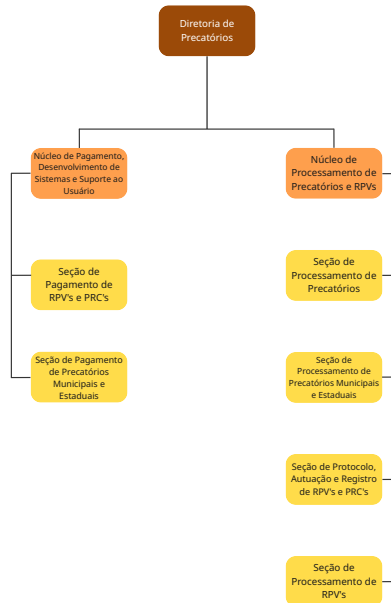 Diretoria de
Precatórios
Núcleo de Pagamento,
Desenvolvimento de
Sistemas e Suporte ao
Usuário
Núcleo de
Processamento de
Precatórios e RPVs
Seção de
Pagamento de
RPV's e PRC's
Seção de
Processamento de
Precatórios
Seção de Pagamento
de Precatórios
Municipais e
Estaduais
Seção de
Processamento de
Precatórios Municipais
e Estaduais
Seção de Protocolo,
Autuação e Registro
de RPV's e PRC's
Seção de
Processamento de
RPV's